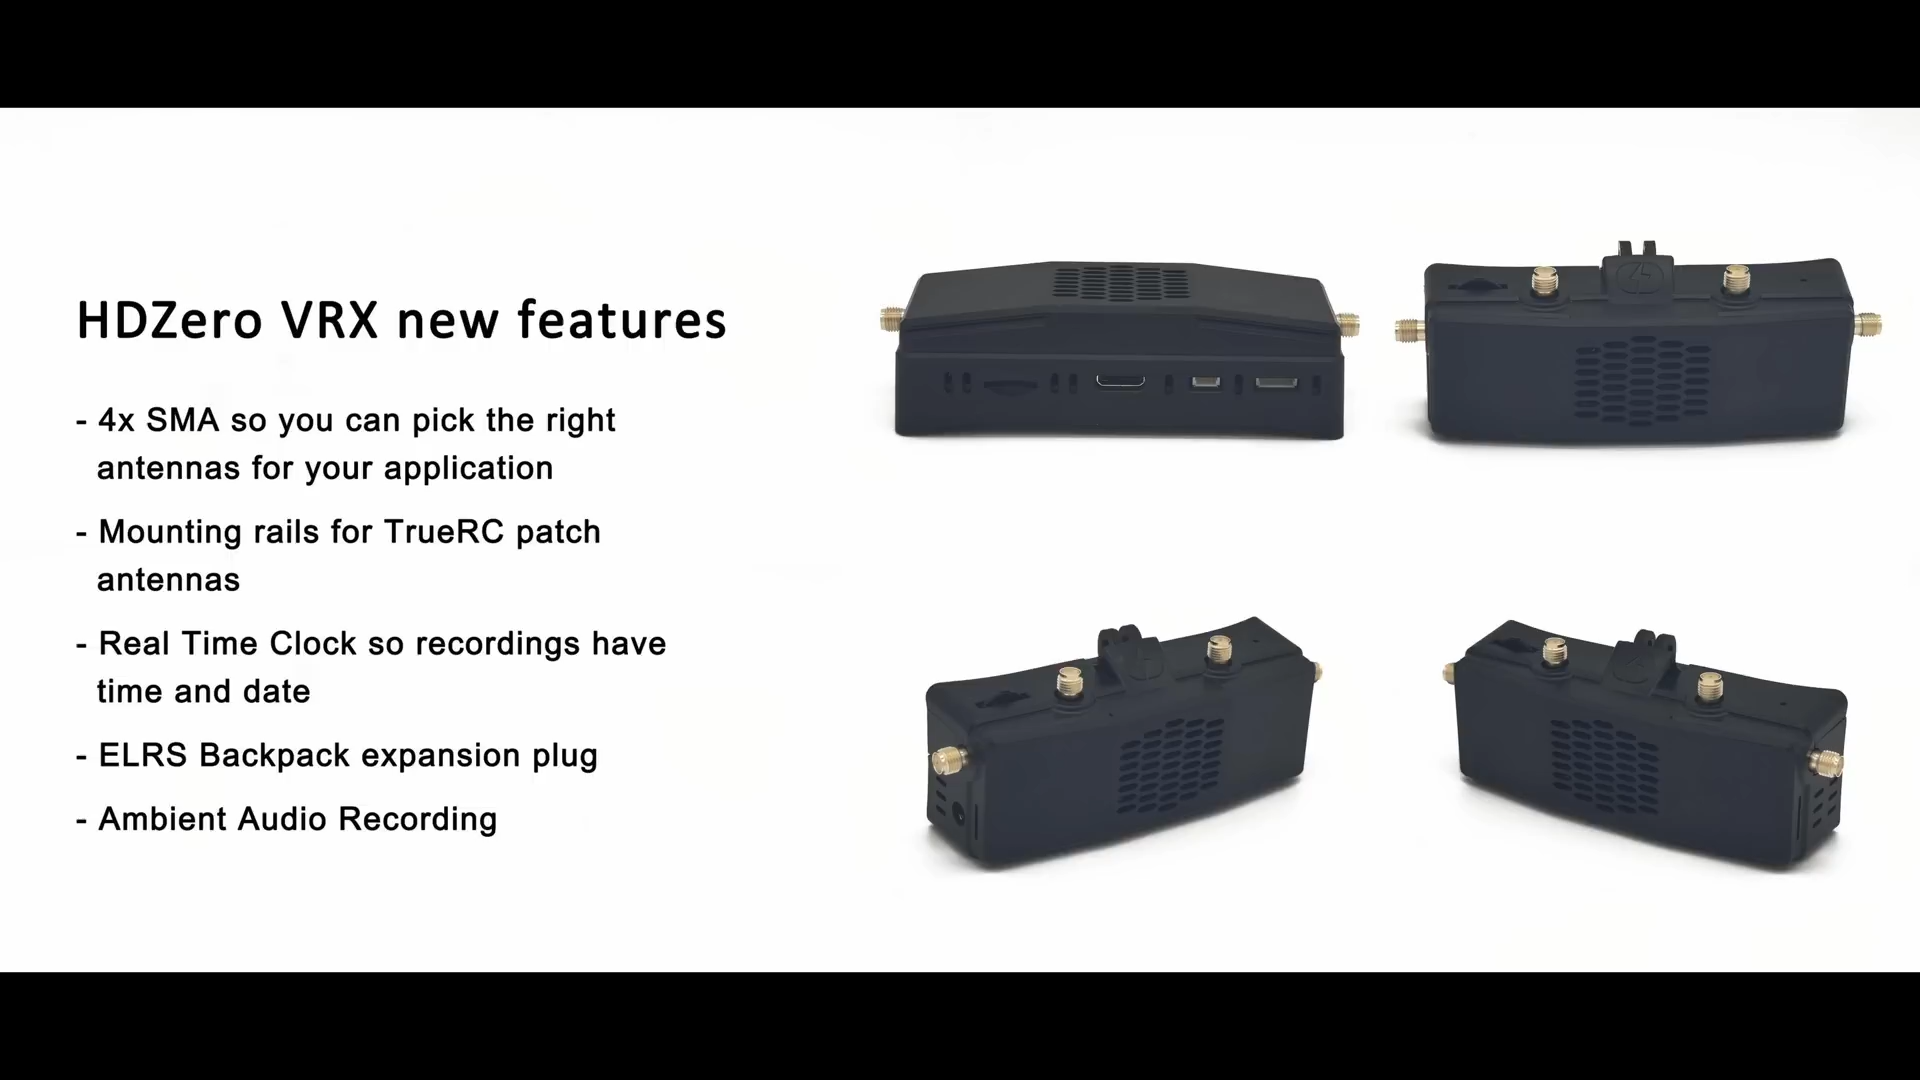 HDZero VRX new features
- 4x SMA so you can pick the right
antennas for your application
- Mounting rails for TrueRC patch
antennas
- Real Time Clock so recordings have
time and date
- ELRS Backpack expansion plug
- Ambient Audio Recording